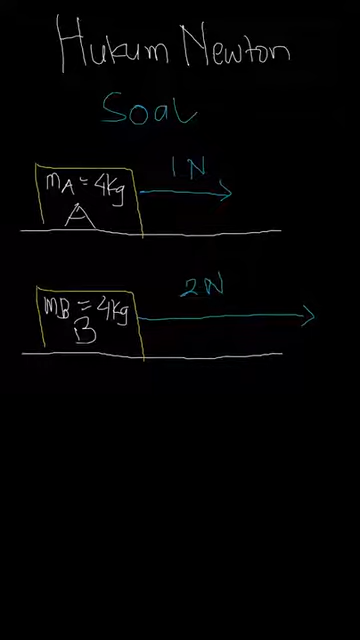 Hukum Newton
Soal
1N
mA = 4kg
A
2N
mB = 4kg
B